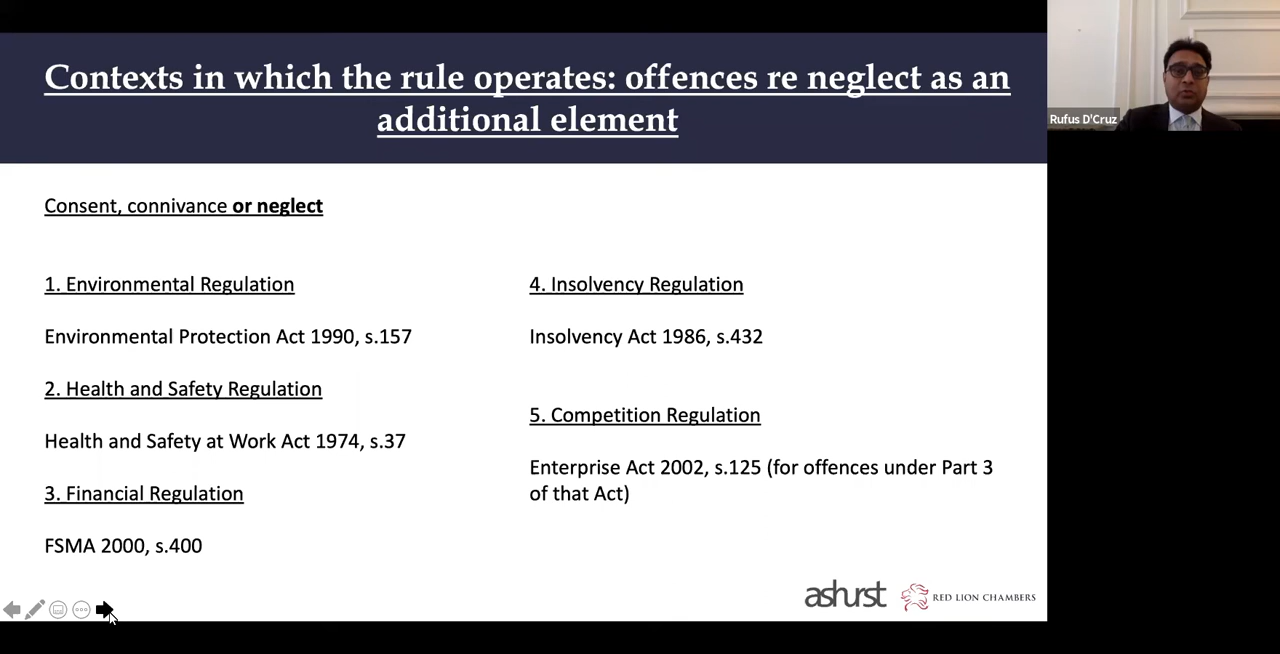 Contexts in which the rule operates: offences re neglect as an
additional element
Rufus D'Cruz
Consent, connivance or neglect
1. Environmental Regulation
Environmental Protection Act 1990, s.157
2. Health and Safety Regulation
Health and Safety at Work Act 1974, s.37
3. Financial Regulation
FSMA 2000, s.400
4. Insolvency Regulation
Insolvency Act 1986, s.432
5. Competition Regulation
Enterprise Act 2002, s.125 (for offences under Part 3
of that Act)
ashurst
RED LION CHAMBERS